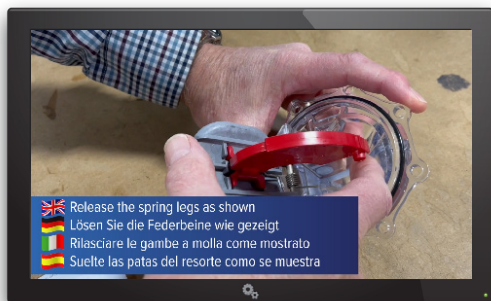 Release the spring legs as shown
Lösen Sie die Federbeine wie gezeigt
Rilasciare le gambe a molla come mostrato
Suelte las patas del resorte como se muestra